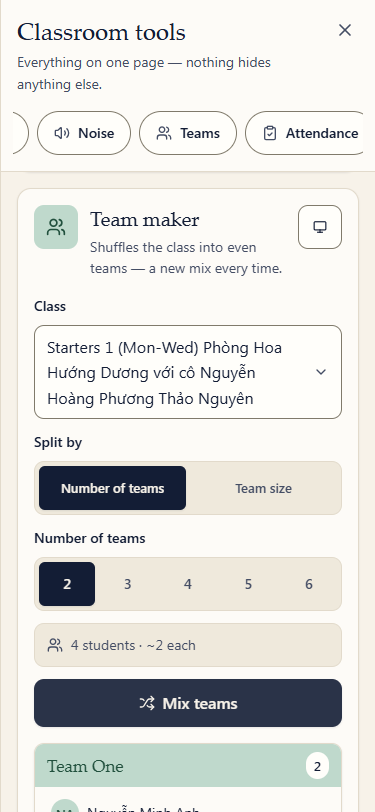 Classroom tools
Everything on one page — nothing hides
anything else.
Noise
Teams
Attendance
Team maker
Shuffles the class into even
teams — a new mix every time.
Class
Starters 1 (Mon-Wed) Phòng Hoa
Hướng Dương với cô Nguyễn
Hoàng Phương Thảo Nguyên
Split by
Number of teams
Team size
Number of teams
2
3
4
5
6
4 students · ~2 each
Mix teams
Team One
2
Nguyễn Minh Anh